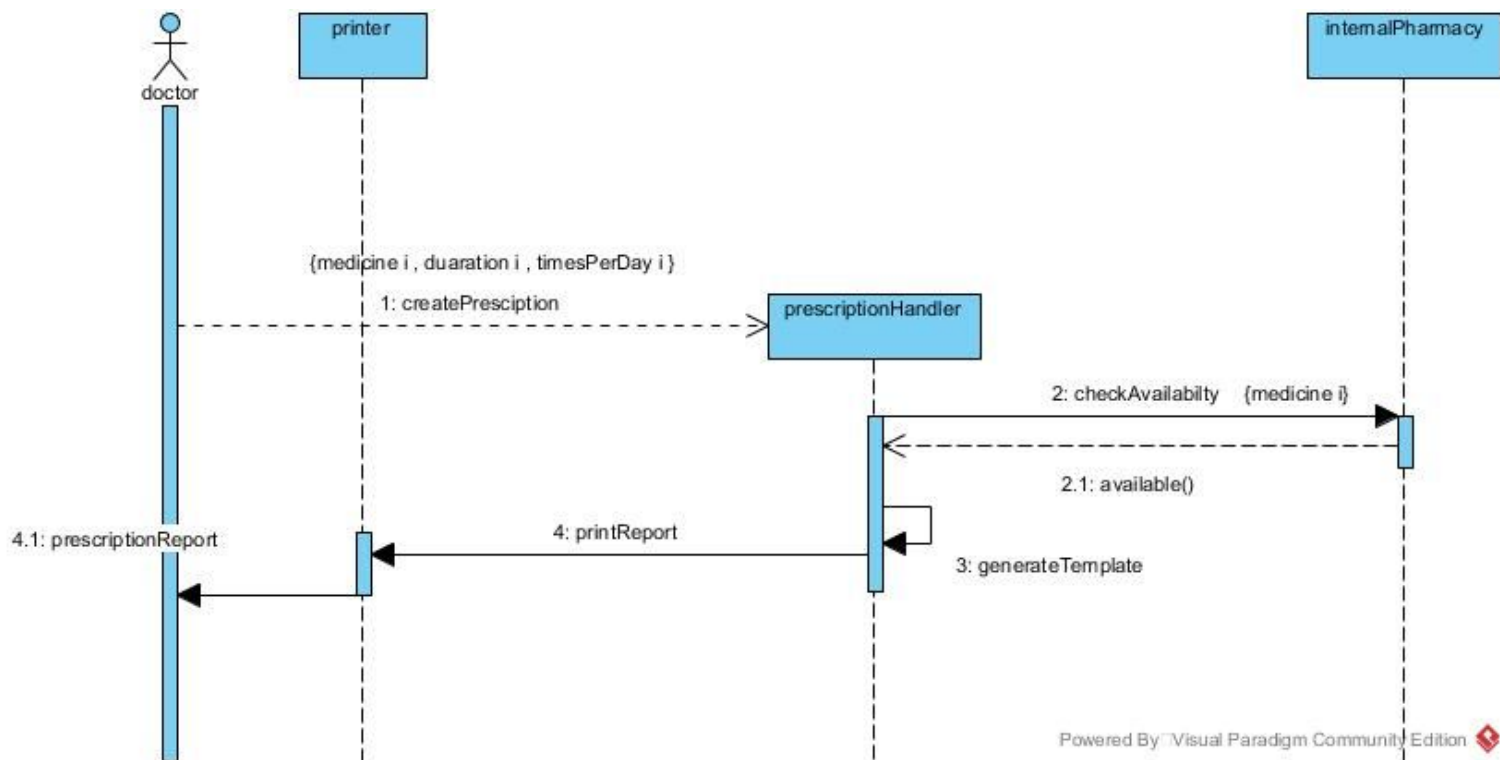 printer
internalPharmacy
doctor
{medicine i , duaration i , timesPerDay i }
1: createPresciption
prescriptionHandler
2: checkAvailabilty {medicine i}
2.1: available()
4.1: prescriptionReport
4: printReport
3: generateTemplate
Powered By Visual Paradigm Community Edition